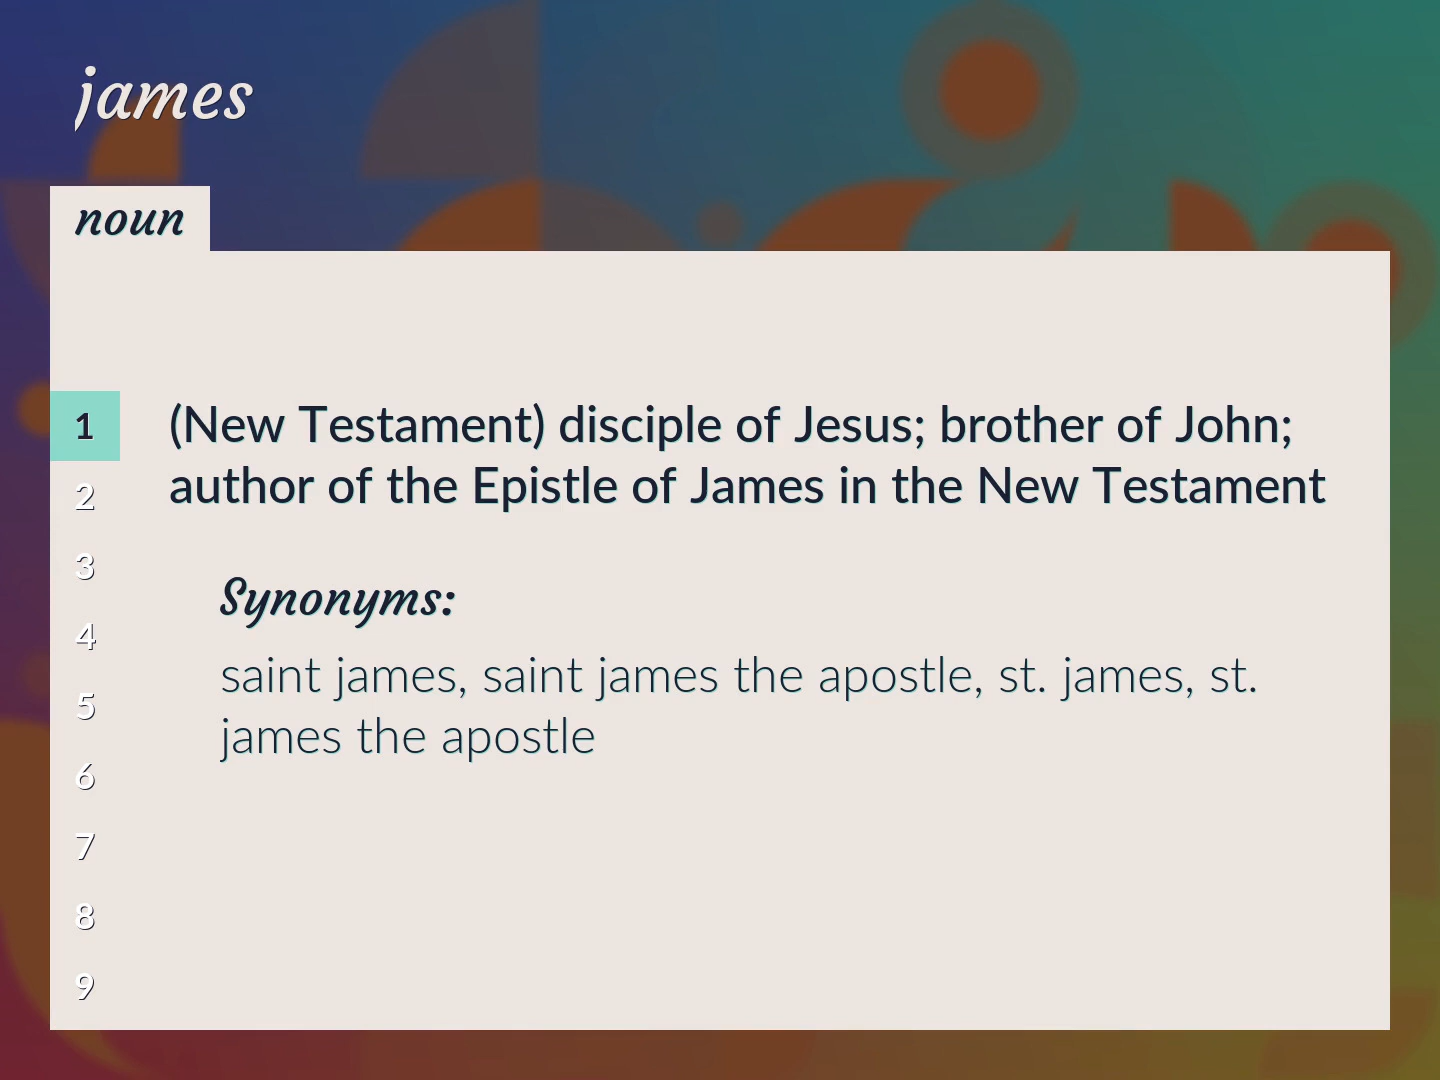 james
noun
1
(New Testament) disciple of Jesus; brother of John;
author of the Epistle of James in the New Testament
2
3
Synonyms:
4
saint james, saint james the apostle, st. james, st.
5
james the apostle
6
7
8
9